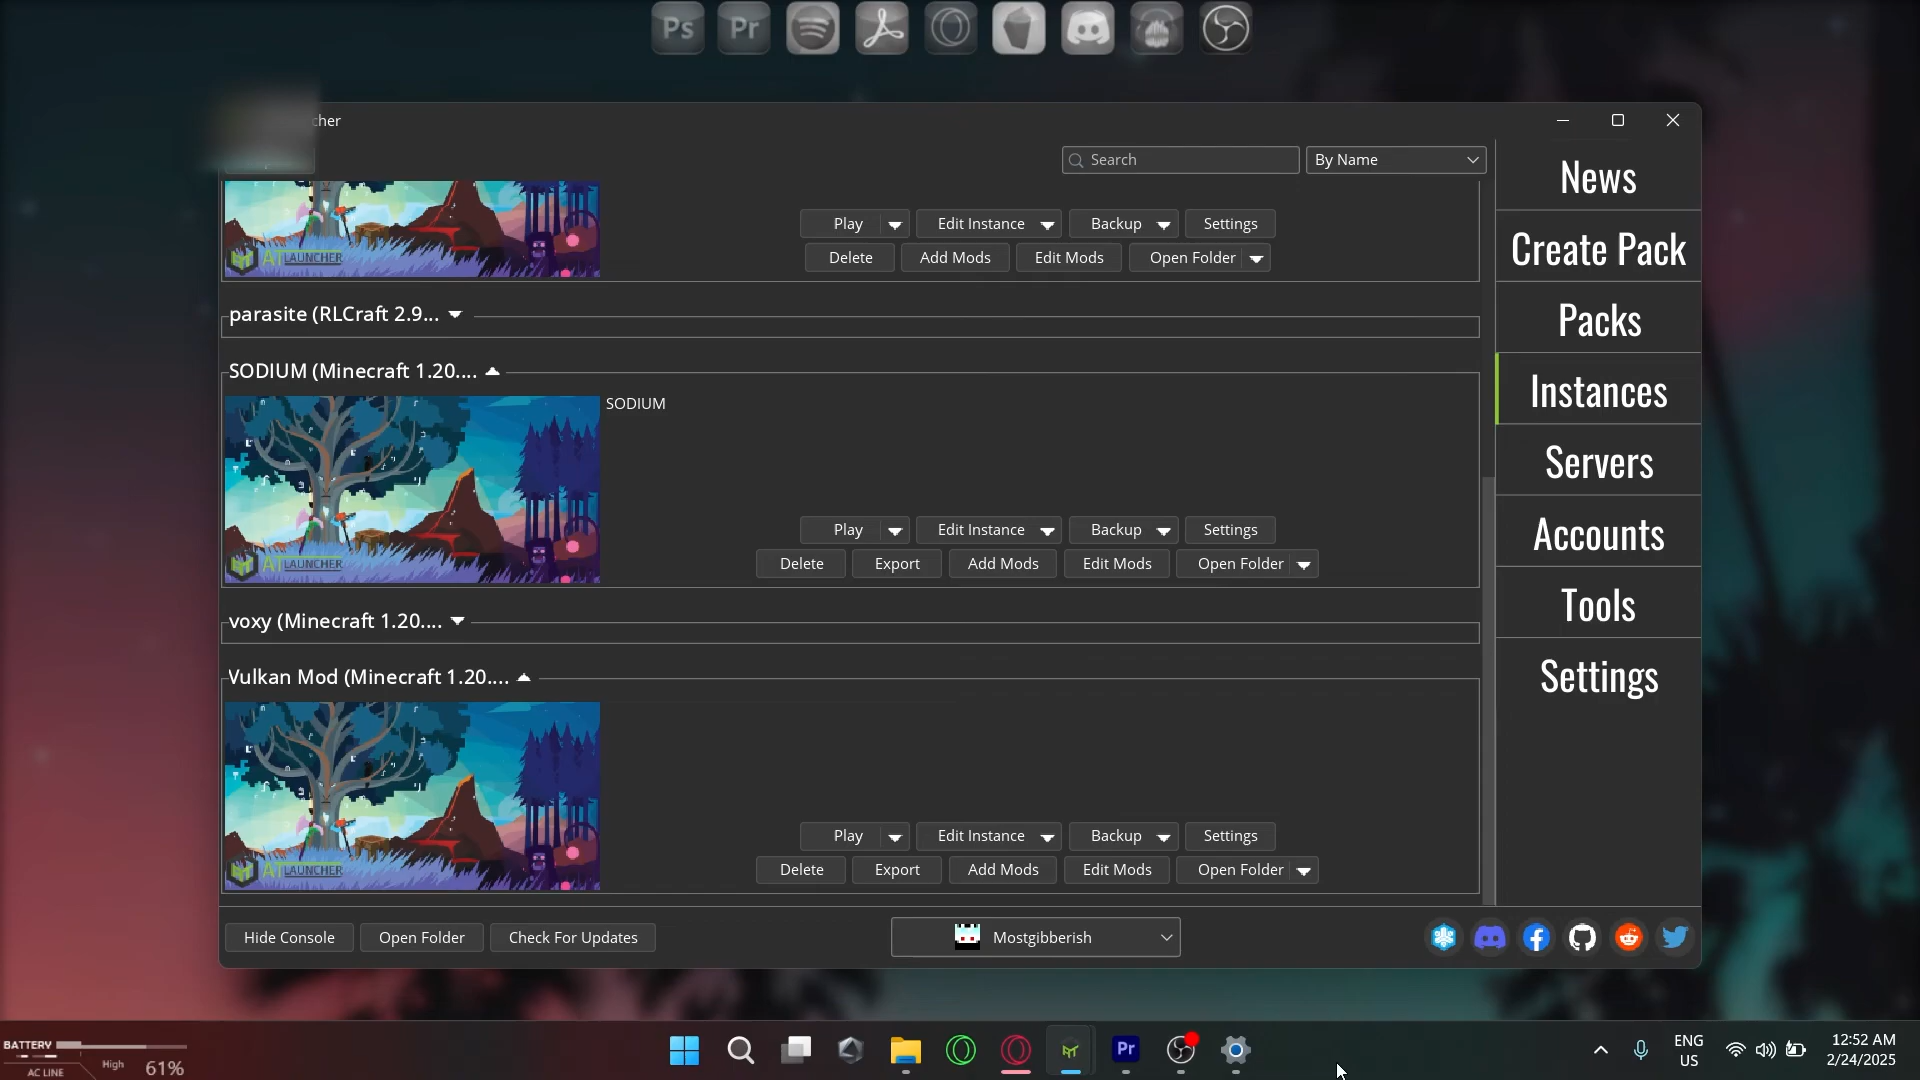 Ps Pr
cher
Search By Name
News
Create Pack
Packs
Instances
Servers
Accounts
Tools
Settings
ATLAUNCHER
Play Edit Instance Backup Settings
Delete Add Mods Edit Mods Open Folder
parasite (RLCraft 2.9...
SODIUM (Minecraft 1.20....
SODIUM
ATLAUNCHER
Play Edit Instance Backup Settings
Delete Export Add Mods Edit Mods Open Folder
voxy (Minecraft 1.20....
Vulkan Mod (Minecraft 1.20....
ATLAUNCHER
Play Edit Instance Backup Settings
Delete Export Add Mods Edit Mods Open Folder
Hide Console Open Folder Check For Updates Mostgibberish
BATTERY
AC LINE High 61%
Pr
ENG
US
12:52 AM
2/24/2025